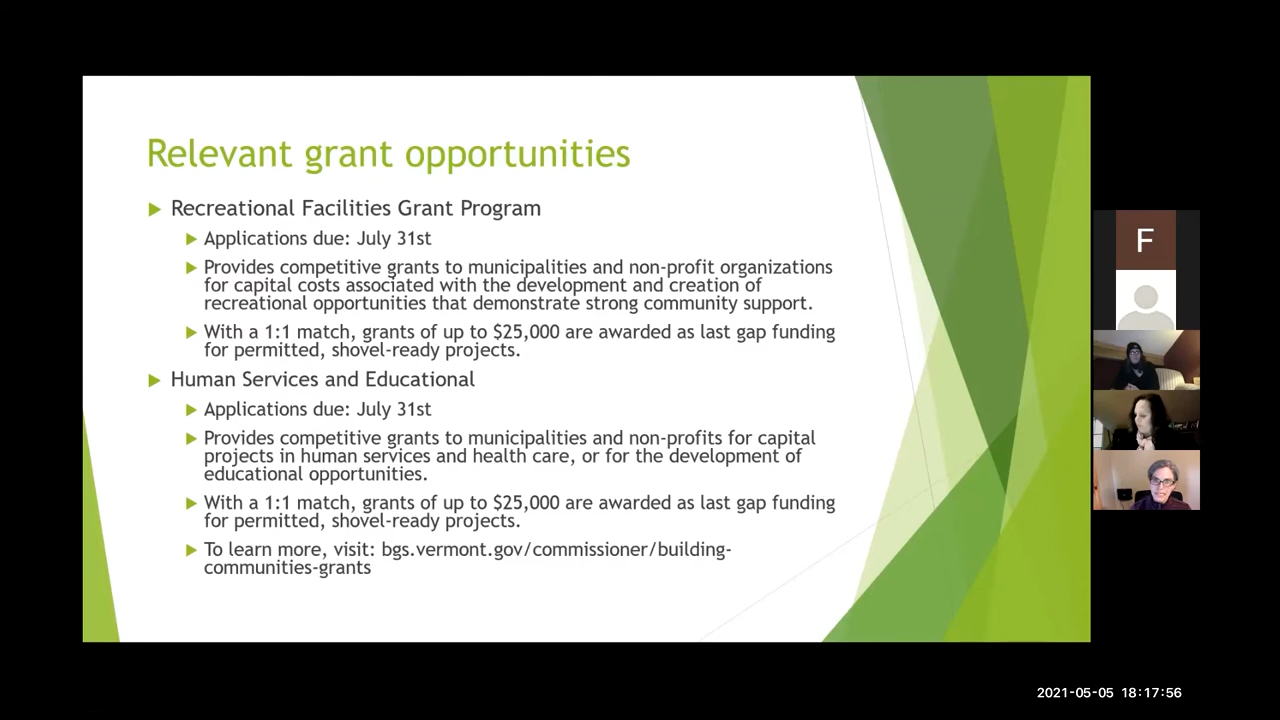 Relevant grant opportunities
Recreational Facilities Grant Program
Applications due: July 31st
Provides competitive grants to municipalities and non-profit organizations
for capital costs associated with the development and creation of
recreational opportunities that demonstrate strong community support.
With a 1:1 match, grants of up to $25,000 are awarded as last gap funding
for permitted, shovel-ready projects.
Human Services and Educational
Applications due: July 31st
Provides competitive grants to municipalities and non-profits for capital
projects in human services and health care, or for the development of
educational opportunities.
With a 1:1 match, grants of up to $25,000 are awarded as last gap funding
for permitted, shovel-ready projects.
To learn more, visit: bgs.vermont.gov/commissioner/building-
communities-grants
F
2021-05-05 18:17:56